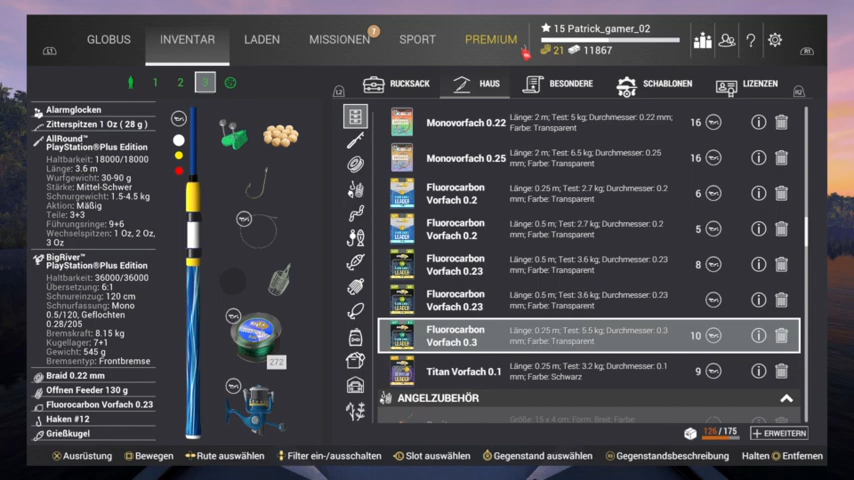 L1
GLOBUS
INVENTAR
LADEN
MISSIONEN
7
SPORT
PREMIUM
15 Patrick_gamer_02
21
11867
R1
1
2
3
L2
RUCKSACK
HAUS
BESONDERE
SCHABLONEN
LIZENZEN
R2
Alarmglocken
Zitterspitzen 1 Oz ( 28 g )
AllRound™
PlayStation®Plus Edition
Haltbarkeit: 18000/18000
Länge: 3.6 m
Wurfgewicht: 30-90 g
Stärke: Mittel-Schwer
Schnurgewicht: 1.5-4.5 kg
Aktion: Mäßig
Teile: 3+3
Führungsringe: 9+6
Wechselspitzen: 1 Oz, 2 Oz,
3 Oz
BigRiver™
PlayStation®Plus Edition
Haltbarkeit: 36000/36000
Übersetzung: 6:1
Schnureinzug: 120 cm
Schnurfassung: Mono
0.5/120, Geflochten
0.28/205
Bremskraft: 8.15 kg
Kugellager: 7+1
Gewicht: 545 g
Bremsentyp: Frontbremse
Braid 0.22 mm
Offnen Feeder 130 g
Fluorocarbon Vorfach 0.23
Haken #12
Grießkugel
272
Monovorfach 0.22
Länge: 2 m; Test: 5 kg; Durchmesser: 0.22 mm;
Farbe: Transparent
16
Monovorfach 0.25
Länge: 2 m; Test: 6.5 kg; Durchmesser: 0.25
mm; Farbe: Transparent
16
Fluorocarbon
Vorfach 0.2
Länge: 0.25 m; Test: 2.7 kg; Durchmesser: 0.2
mm; Farbe: Transparent
6
Fluorocarbon
Vorfach 0.2
Länge: 0.5 m; Test: 2.7 kg; Durchmesser: 0.2
mm; Farbe: Transparent
5
Fluorocarbon
Vorfach 0.23
Länge: 0.5 m; Test: 3.6 kg; Durchmesser: 0.23
mm; Farbe: Transparent
8
Fluorocarbon
Vorfach 0.23
Länge: 0.5 m; Test: 3.6 kg; Durchmesser: 0.23
mm; Farbe: Transparent
Fluorocarbon
Vorfach 0.3
Länge: 0.25 m; Test: 5.5 kg; Durchmesser: 0.3
mm; Farbe: Transparent
10
Titan Vorfach 0.1
Länge: 0.25 m; Test: 3.2 kg; Durchmesser: 0.1
mm; Farbe: Schwarz
9
ANGELZUBEHÖR
126 / 175
ERWEITERN
Ausrüstung
Bewegen
Rute auswählen
Filter ein-/ausschalten
Slot auswählen
Gegenstand auswählen
Gegenstandsbeschreibung
Halten
Entfernen